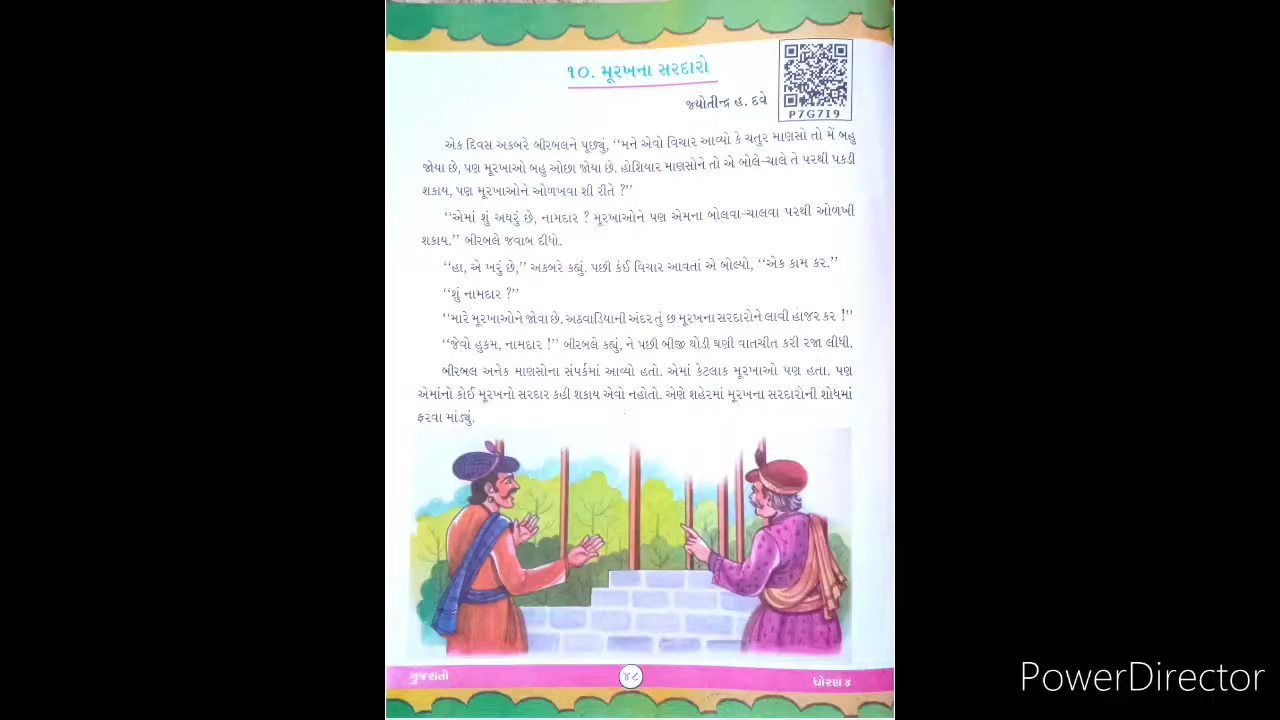 ૧૦. મૂરખના સરદારો
P7G7I9
જ્યોતીન્દ્ર હ. દવે
એક દિવસ અકબરે બીરબલને પૂછ્યું, “મને એવો વિચાર આવ્યો કે ચતુર માણસો તો મેં બહુ
જોયા છે, પણ મૂરખાઓ બહુ ઓછા જોયા છે. હોશિયાર માણસોને તો એ બોલે-ચાલે તે પરથી પકડી
શકાય, પણ મૂરખાઓને ઓળખવા શી રીતે ?”
“એમાં શું અઘરું છે, નામદાર ? મૂરખાઓને પણ એમના બોલવા-ચાલવા પરથી ઓળખી
શકાય.” બીરબલે જવાબ દીધો.
“હા, એ ખરું છે,” અકબરે કહ્યું. પછી કંઈ વિચાર આવતાં એ બોલ્યો, “એક કામ કર.”
“શું નામદાર ?”
“મારે મૂરખાઓને જોવા છે. અઠવાડિયાની અંદર તું છ મૂરખના સરદારોને લાવી હાજર કર !”
“જેવો હુકમ, નામદાર !” બીરબલે કહ્યું, ને પછી બીજી થોડી ઘણી વાતચીત કરી રજા લીધી.
બીરબલ અનેક માણસોના સંપર્કમાં આવ્યો હતો. એમાં કેટલાક મૂરખાઓ પણ હતા. પણ
એમાંનો કોઈ મૂરખનો સરદાર કહી શકાય એવો નહોતો. એણે શહેરમાં મૂરખના સરદારોની શોધમાં
ફરવા માંડ્યું.
ગુજરાતી
૪૮
ધોરણ ૪
PowerDirector